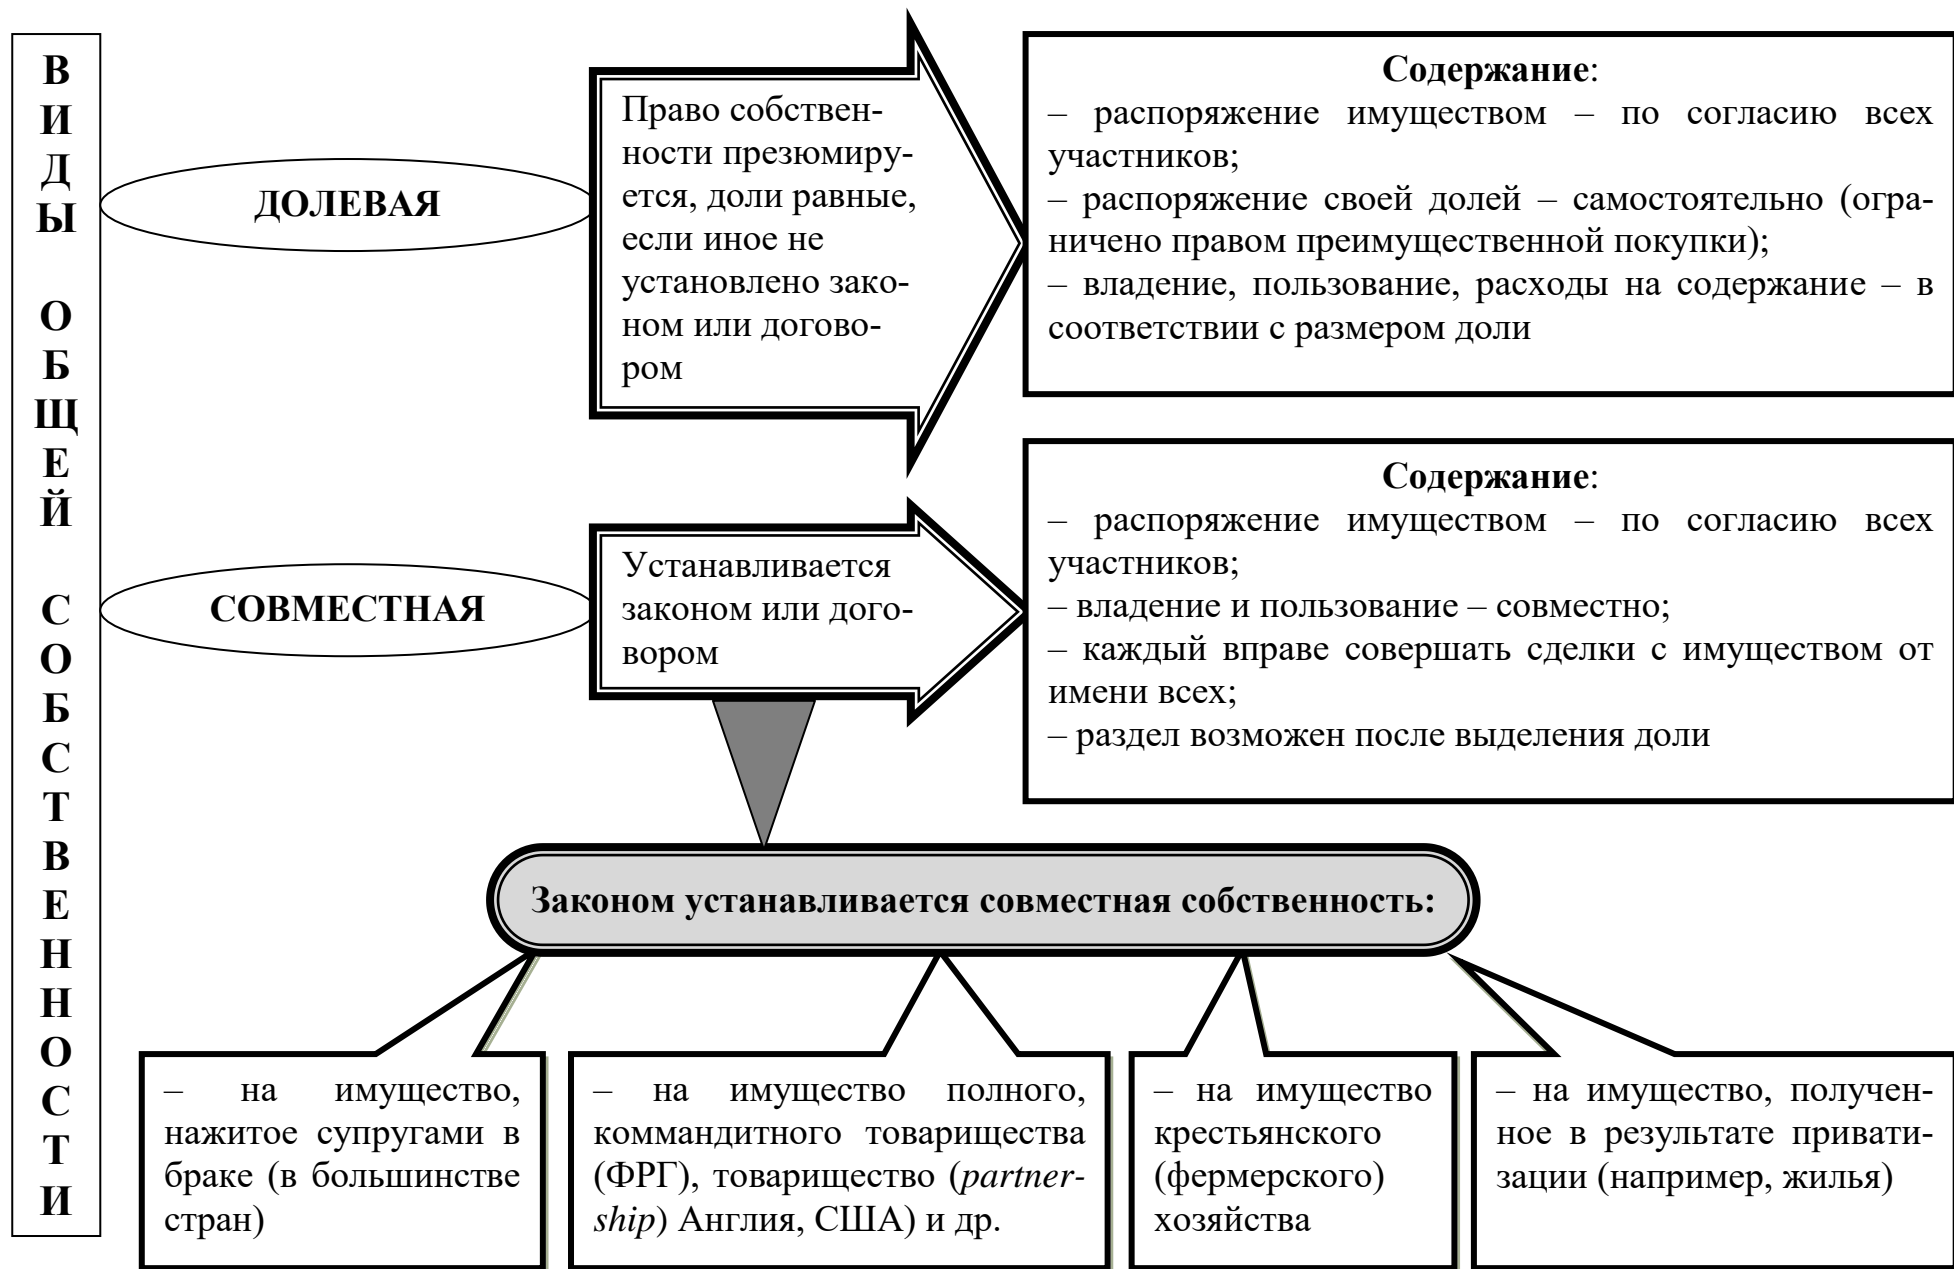 ВИДЫ ОБЩЕЙ СОБСТВЕННОСТИ
ДОЛЕВАЯ
Право собствен-
ности презюмиру-
ется, доли равные,
если иное не
установлено зако-
ном или догово-
ром
Содержание:
– распоряжение имуществом – по согласию всех
участников;
– распоряжение своей долей – самостоятельно (огра-
ничено правом преимущественной покупки);
– владение, пользование, расходы на содержание – в
соответствии с размером доли
СОВМЕСТНАЯ
Устанавливается
законом или дого-
вором
Содержание:
– распоряжение имуществом – по согласию всех
участников;
– владение и пользование – совместно;
– каждый вправе совершать сделки с имуществом от
имени всех;
– раздел возможен после выделения доли
Законом устанавливается совместная собственность:
– на имущество,
нажитое супругами в
браке (в большинстве
стран)
– на имущество полного,
коммандитного товарищества
(ФРГ), товарищество (partner-
ship) Англия, США) и др.
– на имущество
крестьянского
(фермерского)
хозяйства
– на имущество, получен-
ное в результате привати-
зации (например, жилья)